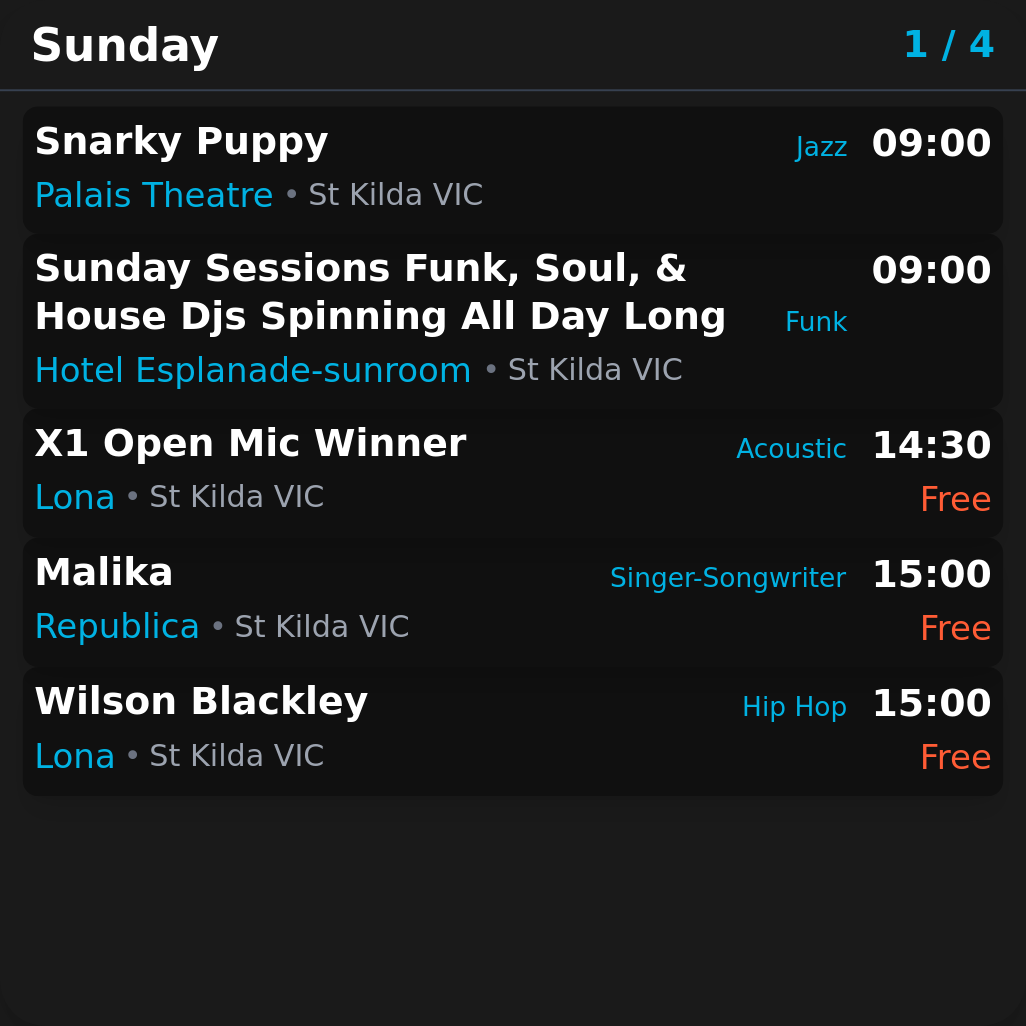 Sunday 1 / 4
Snarky Puppy Jazz 09:00
Palais Theatre • St Kilda VIC
Sunday Sessions Funk, Soul, & 09:00
House Djs Spinning All Day Long Funk
Hotel Esplanade-sunroom • St Kilda VIC
X1 Open Mic Winner Acoustic 14:30
Lona • St Kilda VIC Free
Malika Singer-Songwriter 15:00
Republica • St Kilda VIC Free
Wilson Blackley Hip Hop 15:00
Lona • St Kilda VIC Free